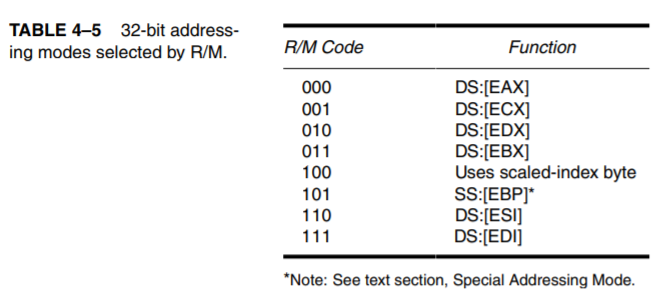 TABLE 4–5 32-bit address-
ing modes selected by R/M.
R/M Code Function
000 DS:[EAX]
001 DS:[ECX]
010 DS:[EDX]
011 DS:[EBX]
100 Uses scaled-index byte
101 SS:[EBP]*
110 DS:[ESI]
111 DS:[EDI]
*Note: See text section, Special Addressing Mode.